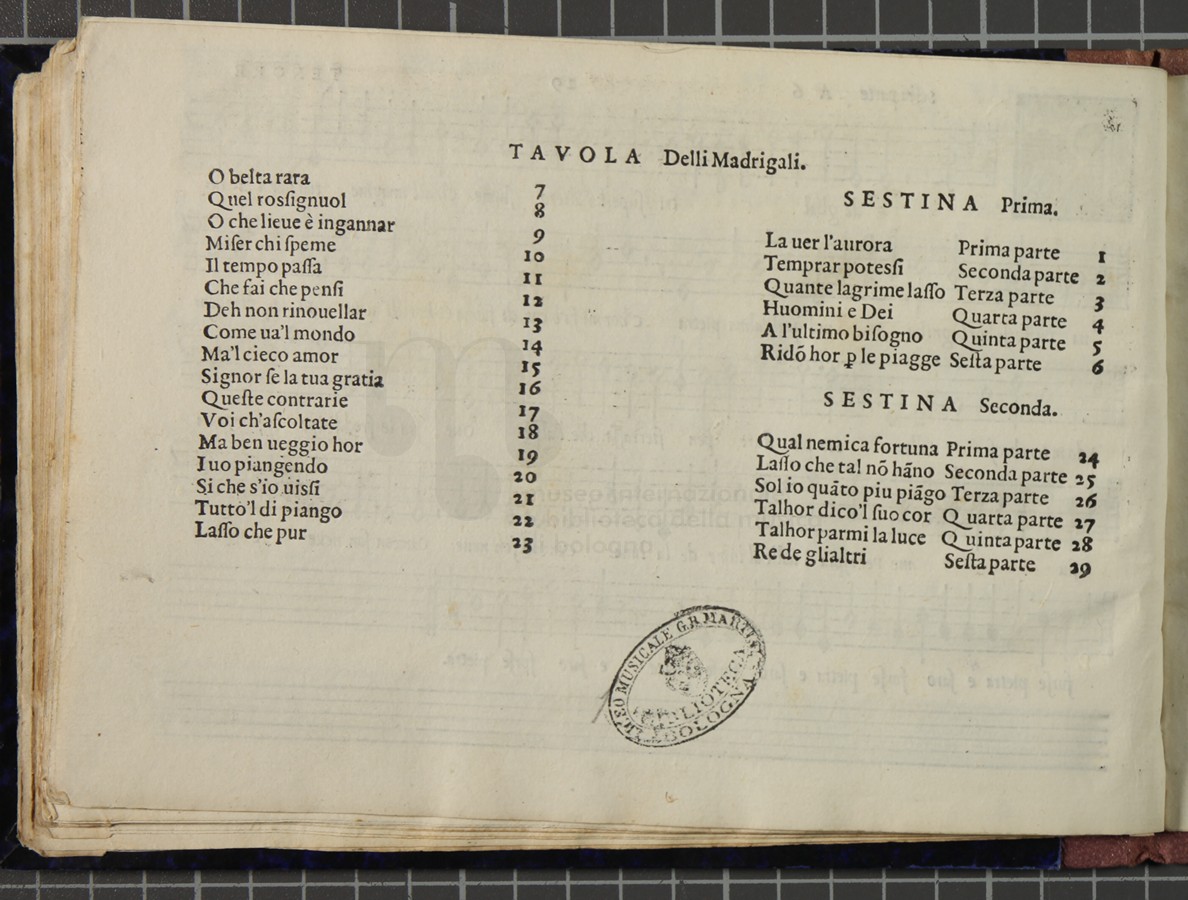 TAVOLA Delli Madrigali.
O belta rara 7
Quel rosſignuol 8
O che lieue è ingannar 9
Miſer chi ſpeme 10
Il tempo paſſa 11
Che fai che penſi 12
Deh non rinouellar 13
Come ua'l mondo 14
Ma'l cieco amor 15
Signor ſe la tua gratia 16
Queſte contrarie 17
Voi ch'aſcoltate 18
Ma ben ueggio hor 19
I uo piangendo 20
Si che s'io uisſi 21
Tutto'l di piango 22
Laſſo che pur 23
SESTINA Prima.
La uer l'aurora Prima parte 1
Temprar potesſi Seconda parte 2
Quante lagrime laſſo Terza parte 3
Huomini e Dei Quarta parte 4
A l'ultimo biſogno Quinta parte 5
Ridō hor ꝑ le piagge Seſta parte 6
SESTINA Seconda.
Qual nemica fortuna Prima parte 24
Laſſo che tal nō hāno Seconda parte 25
Sol io quāto piu piāgo Terza parte 26
Talhor dico'l ſuo cor Quarta parte 27
Talhor parmi la luce Quinta parte 28
Re de glialtri Seſta parte 29
museo internazionale
biblioteca della musica
di bologna
MUSICALE G.B. MARTINI
BIBLIOTECA
BOLOGNA